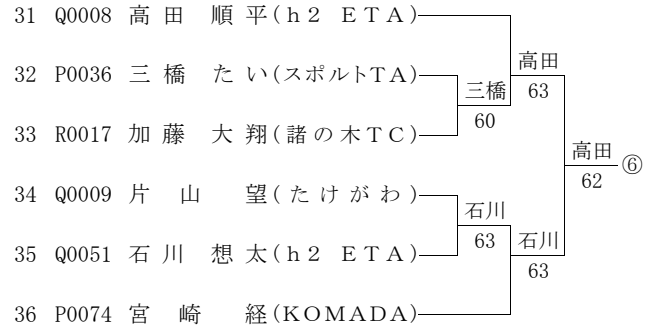 31 Q0008 高田 順平(h2 ETA)
高田
32 P0036 三橋 たい(スポルトTA)
三橋 63
60
33 R0017 加藤 大翔(諸の木TC)
高田 ⑥
62
34 Q0009 片山 望(たけがわ)
石川
63 石川
35 Q0051 石川 想太(h2 ETA)
63
36 P0074 宮崎 経(KOMADA)